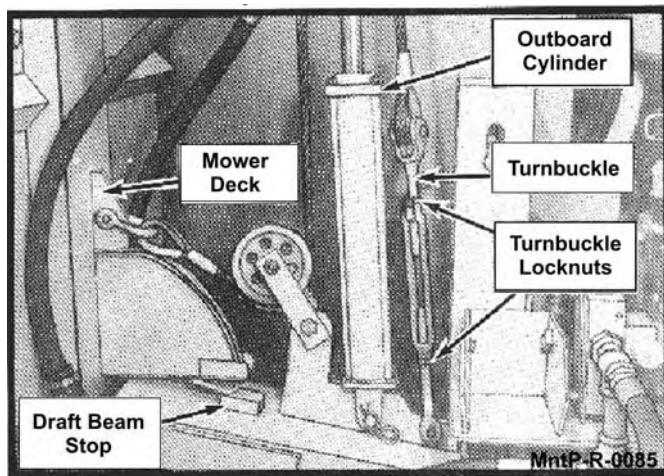 Outboard
Cylinder
Mower
Deck
Turnbuckle
Turnbuckle
Locknuts
Draft Beam
Stop
MntP-R-0085